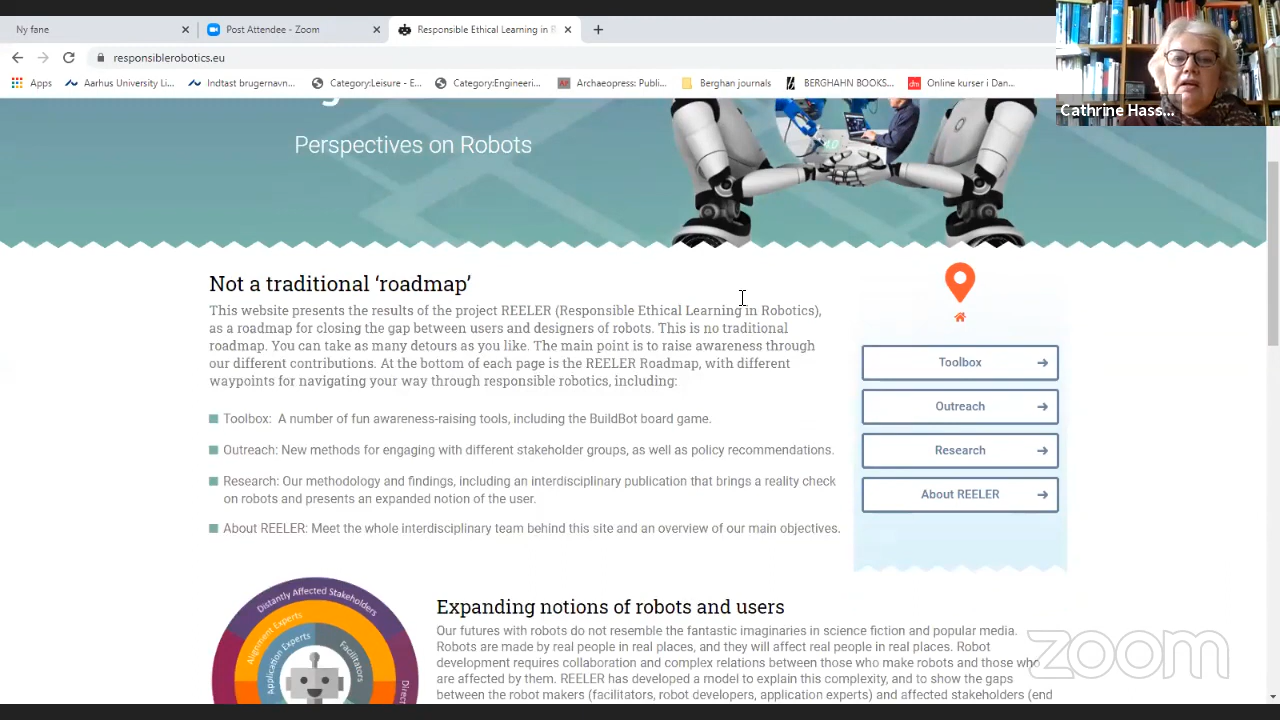 Ny fane
Post Attendee - Zoom
Responsible Ethical Learning in R
responsiblerobotics.eu
Apps
Aarhus University Li...
Indtast brugernavn...
Category:Leisure - E...
Category:Engineeri...
Archaeopress: Publi...
Berghan journals
BERGHAHN BOOKS...
Online kurser i Dan...
Cathrine Hass...
Perspectives on Robots
Not a traditional ‘roadmap’
This website presents the results of the project REELER (Responsible Ethical Learning in Robotics),
as a roadmap for closing the gap between users and designers of robots. This is no traditional
roadmap. You can take as many detours as you like. The main point is to raise awareness through
our different contributions. At the bottom of each page is the REELER Roadmap, with different
waypoints for navigating your way through responsible robotics, including:
Toolbox: A number of fun awareness-raising tools, including the BuildBot board game.
Outreach: New methods for engaging with different stakeholder groups, as well as policy recommendations.
Research: Our methodology and findings, including an interdisciplinary publication that brings a reality check
on robots and presents an expanded notion of the user.
About REELER: Meet the whole interdisciplinary team behind this site and an overview of our main objectives.
Toolbox
Outreach
Research
About REELER
Distantly Affected Stakeholders
Alignment Experts
Application Experts
Facilitators
Expanding notions of robots and users
Our futures with robots do not resemble the fantastic imaginaries in science fiction and popular media.
Robots are made by real people in real places, and they will affect real people in real places. Robot
development requires collaboration and complex relations between those who make robots and those who
are affected by them. REELER has developed a model to explain this complexity, and to show the gaps
between the robot makers (facilitators, robot developers, application experts) and affected stakeholders (end
zoom